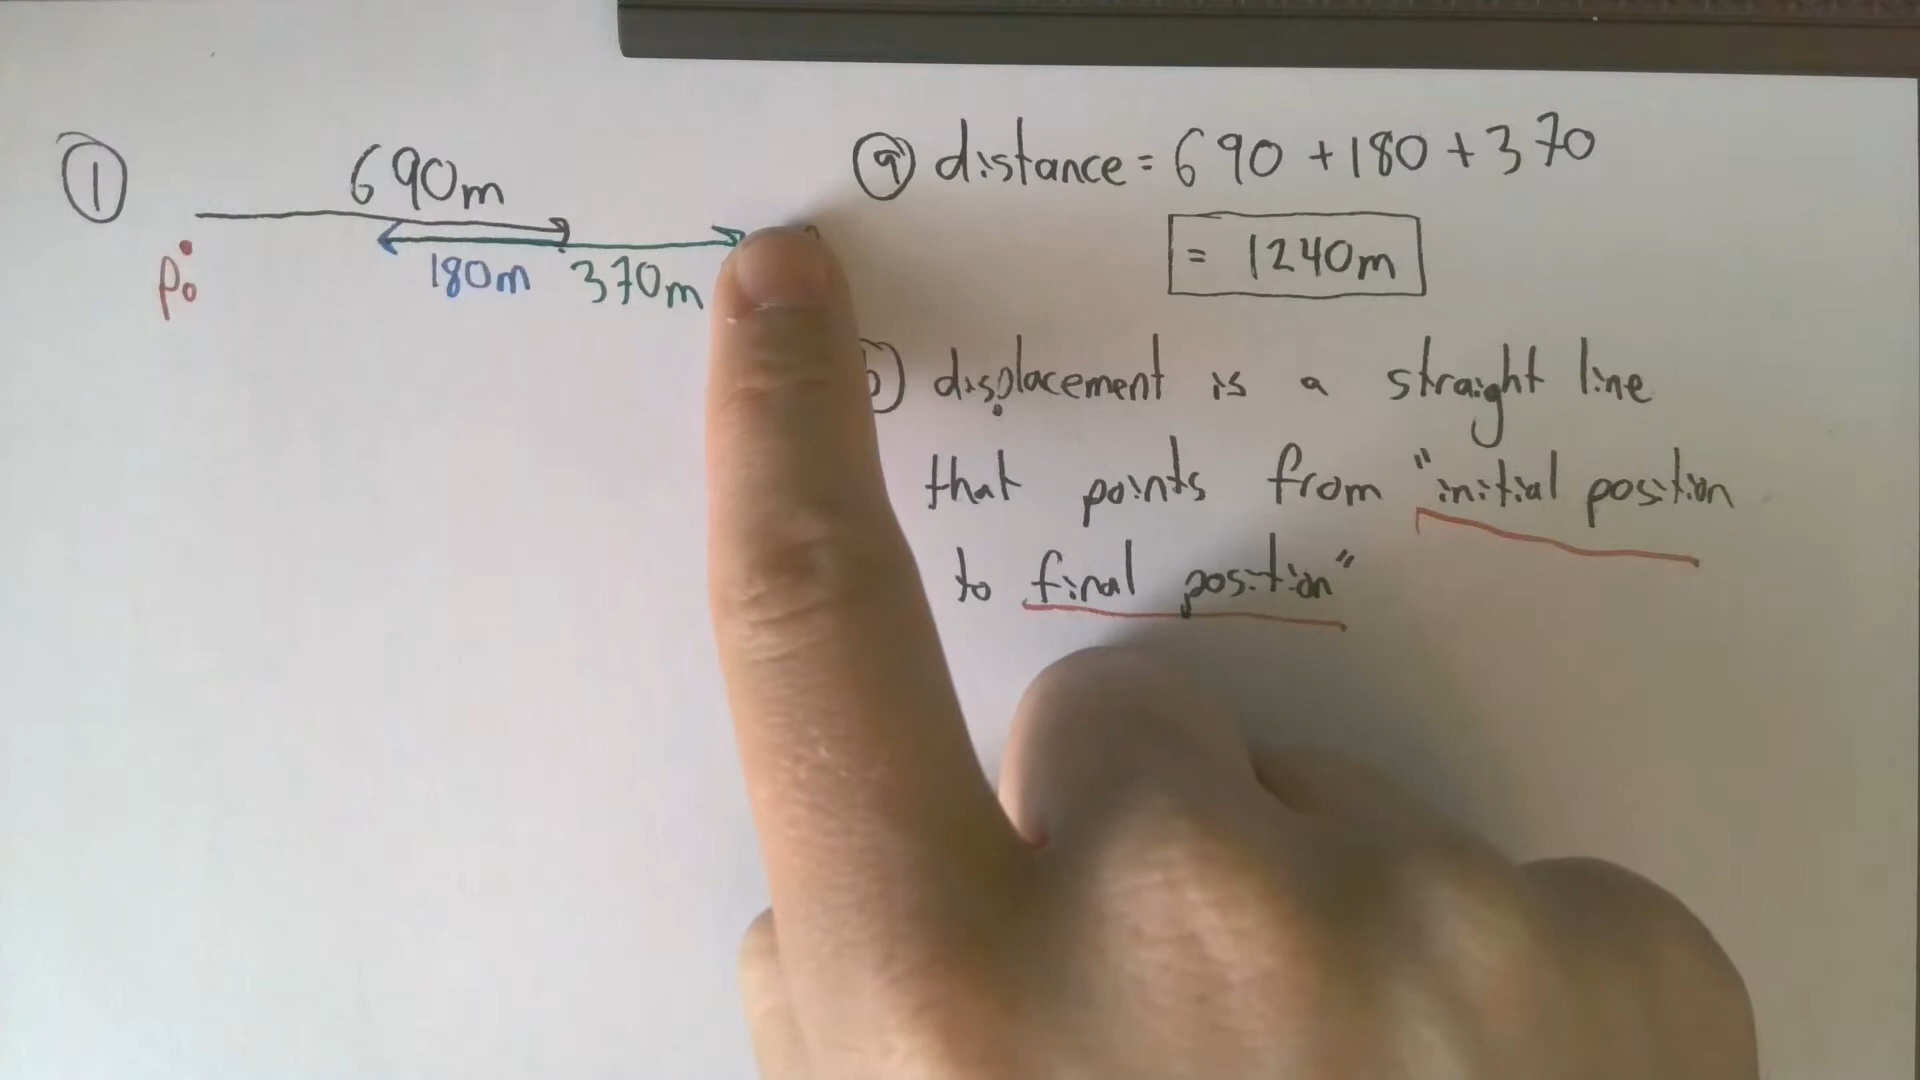 ① 690m
180m 370m
P₀
ⓐ distance = 690 + 180 + 370
= 1240m
b) displacement is a straight line
that points from "initial position
to final position"